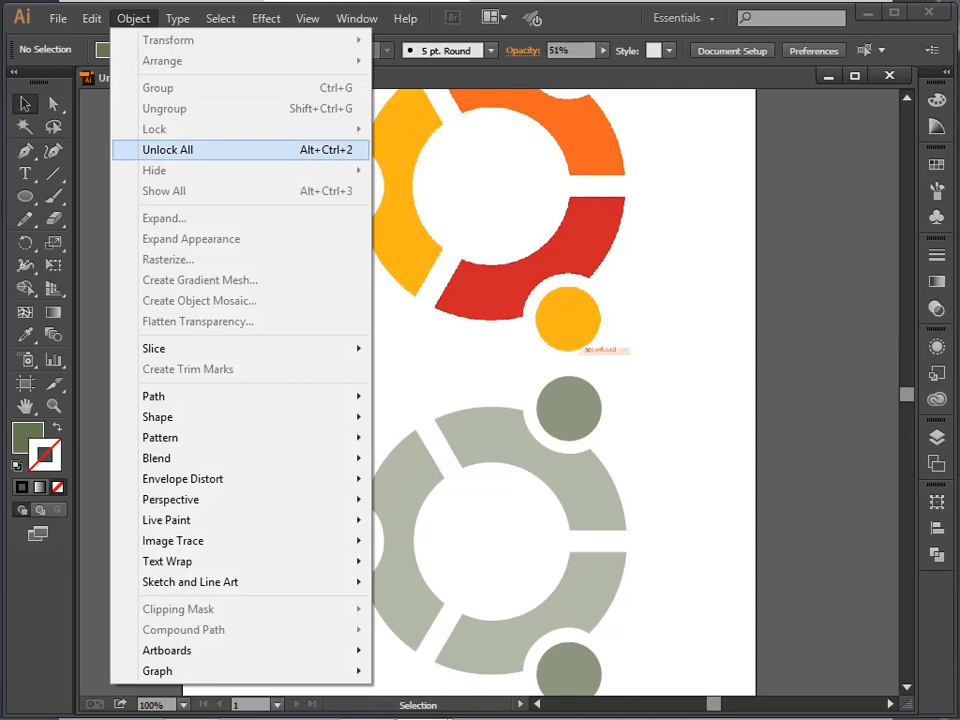 Ai File Edit Object Type Select Effect View Window Help Br Essentials
No Selection 5 pt. Round Opacity: 51% Style: Document Setup Preferences
Transform
Arrange
Group Ctrl+G
Ungroup Shift+Ctrl+G
Lock
Unlock All Alt+Ctrl+2
Hide
Show All Alt+Ctrl+3
Expand...
Expand Appearance
Rasterize...
Create Gradient Mesh...
Create Object Mosaic...
Flatten Transparency...
Slice
Create Trim Marks
Path
Shape
Pattern
Blend
Envelope Distort
Perspective
Live Paint
Image Trace
Text Wrap
Sketch and Line Art
Clipping Mask
Compound Path
Artboards
Graph
100% 1 Selection